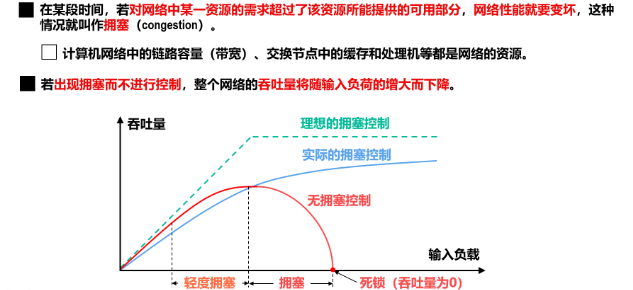 在某段时间，若对网络中某一资源的需求超过了该资源所能提供的可用部分，网络性能就要变坏，这种
情况就叫作拥塞（congestion）。
计算机网络中的链路容量（带宽）、交换节点中的缓存和处理机等都是网络的资源。
若出现拥塞而不进行控制，整个网络的吞吐量将随输入负荷的增大而下降。
吞吐量
理想的拥塞控制
实际的拥塞控制
无拥塞控制
输入负载
轻度拥塞
拥塞
死锁（吞吐量为0）